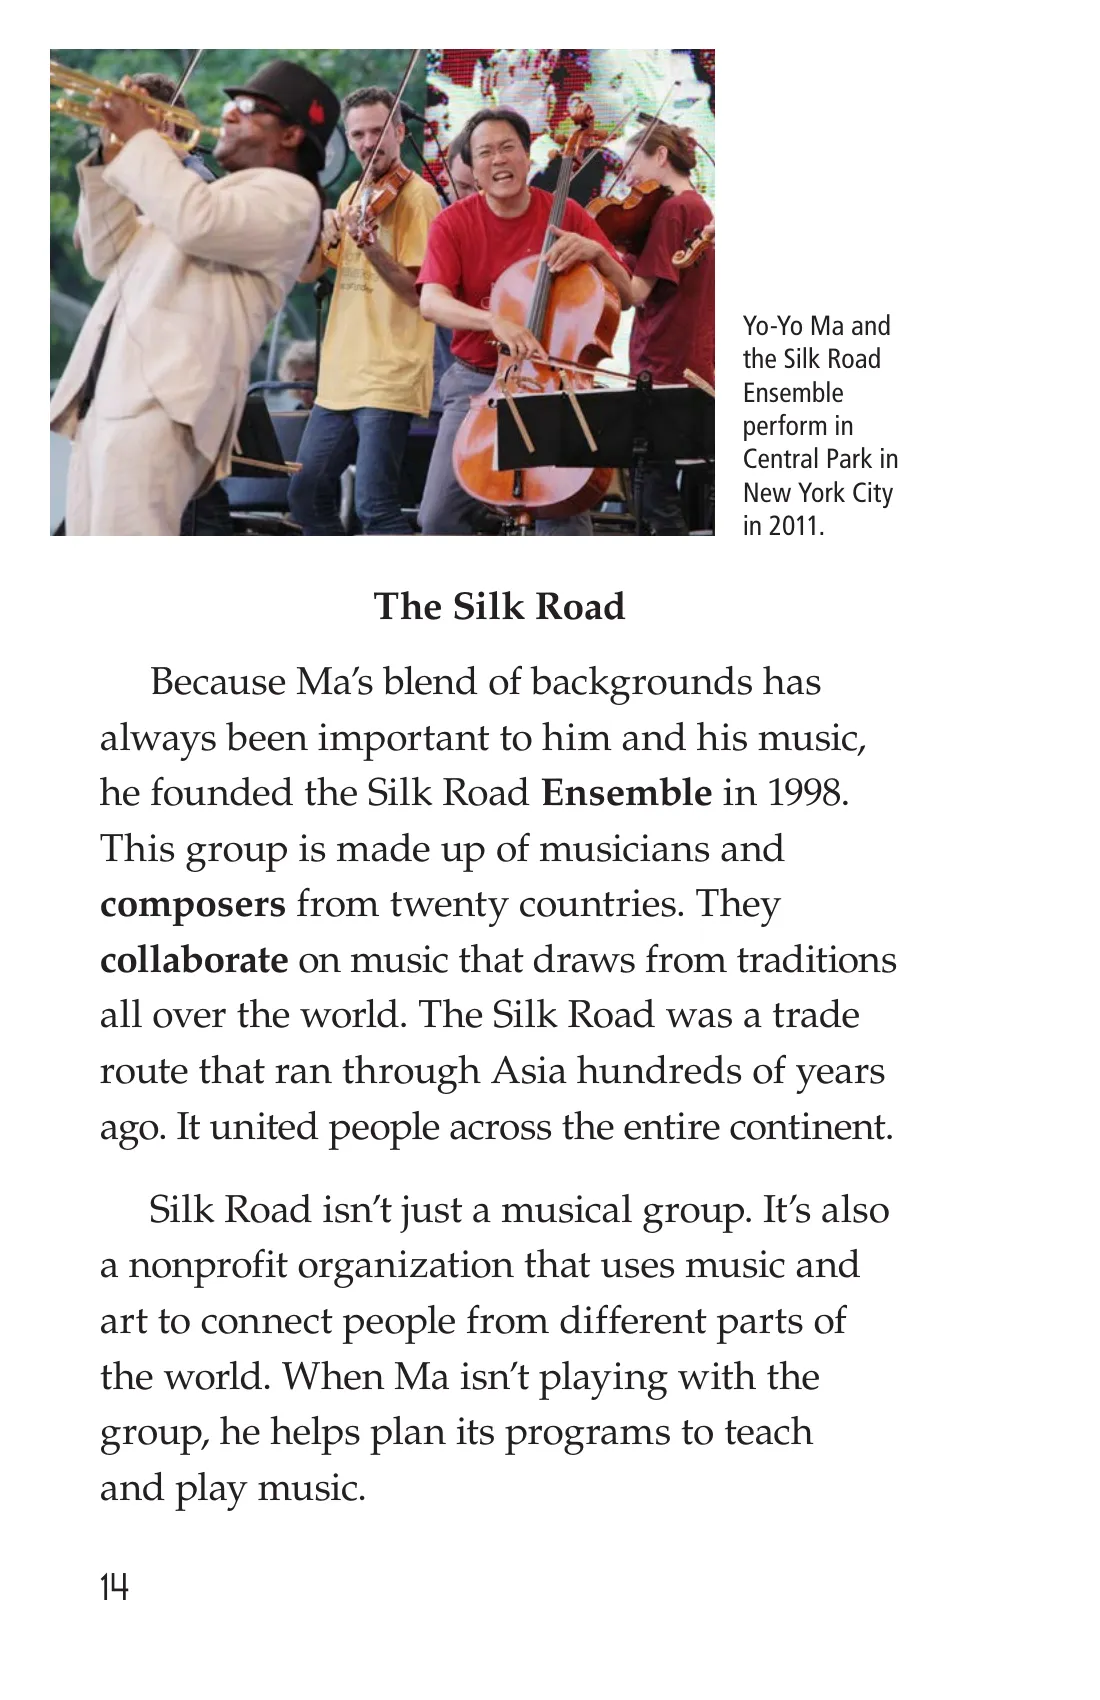 Yo-Yo Ma and
the Silk Road
Ensemble
perform in
Central Park in
New York City
in 2011.
The Silk Road
Because Ma’s blend of backgrounds has
always been important to him and his music,
he founded the Silk Road Ensemble in 1998.
This group is made up of musicians and
composers from twenty countries. They
collaborate on music that draws from traditions
all over the world. The Silk Road was a trade
route that ran through Asia hundreds of years
ago. It united people across the entire continent.
Silk Road isn’t just a musical group. It’s also
a nonprofit organization that uses music and
art to connect people from different parts of
the world. When Ma isn’t playing with the
group, he helps plan its programs to teach
and play music.
14